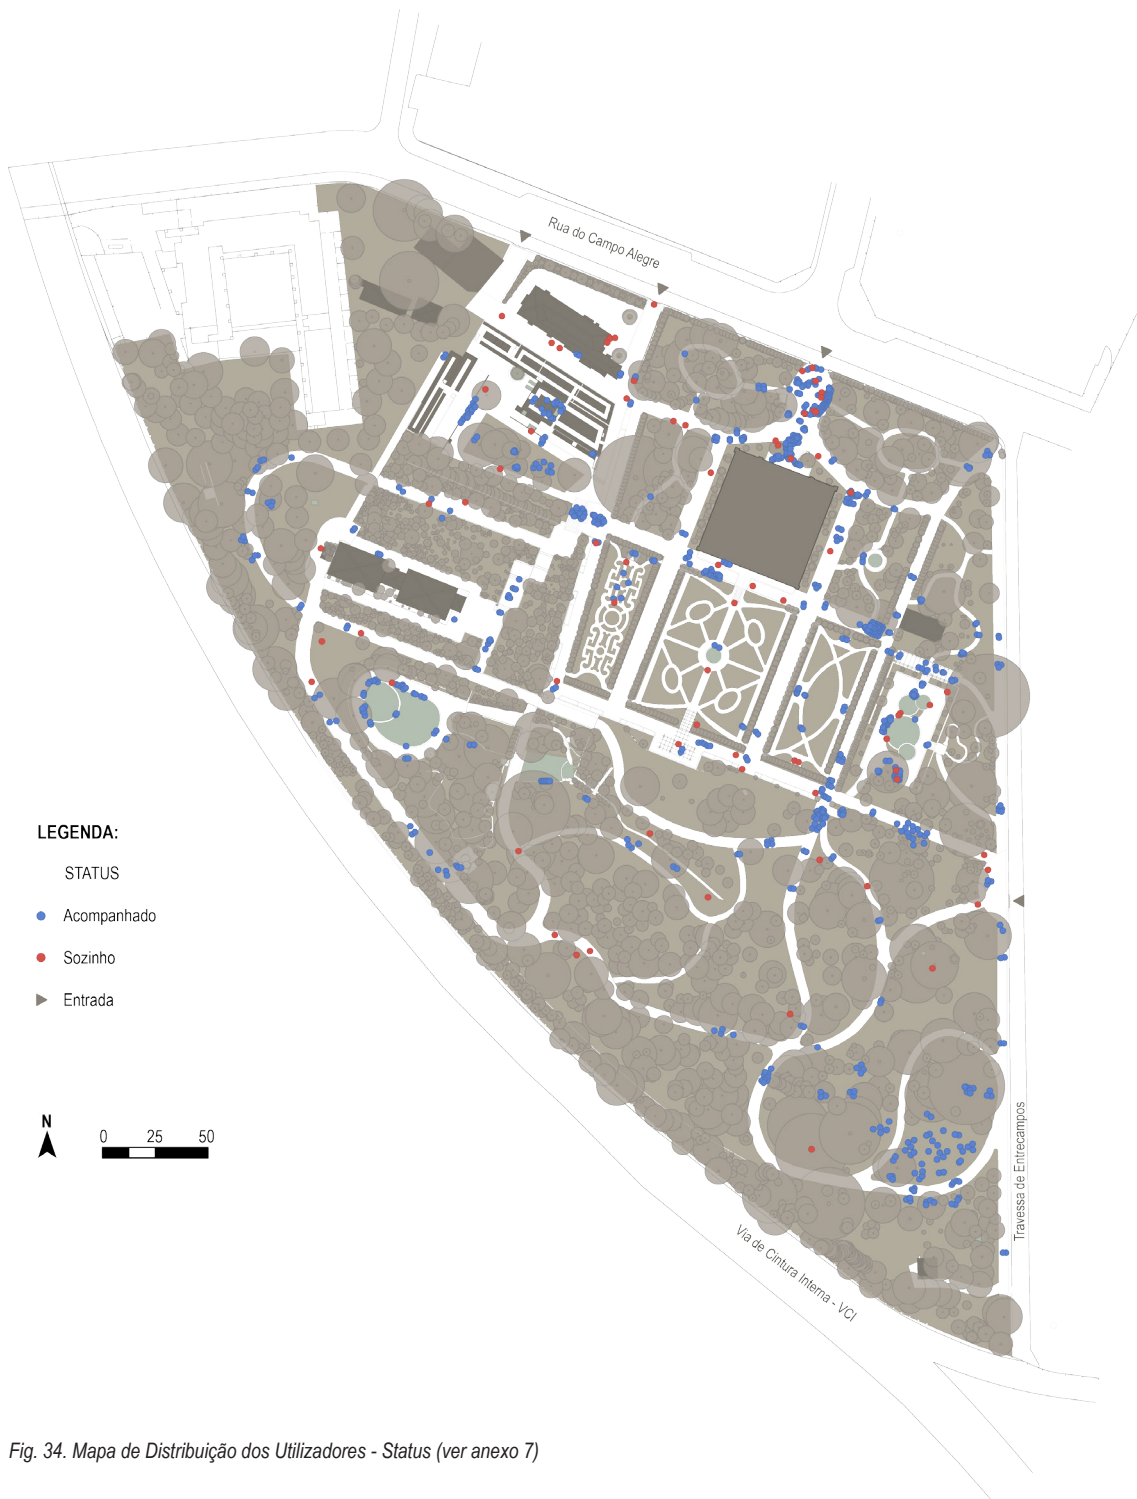 Rua do Campo Alegre
LEGENDA:
STATUS
Acompanhado
Sozinho
Entrada
N
0 25 50
Travessa de Entrecampos
Via de Cintura Interna - VCI
Fig. 34. Mapa de Distribuição dos Utilizadores - Status (ver anexo 7)